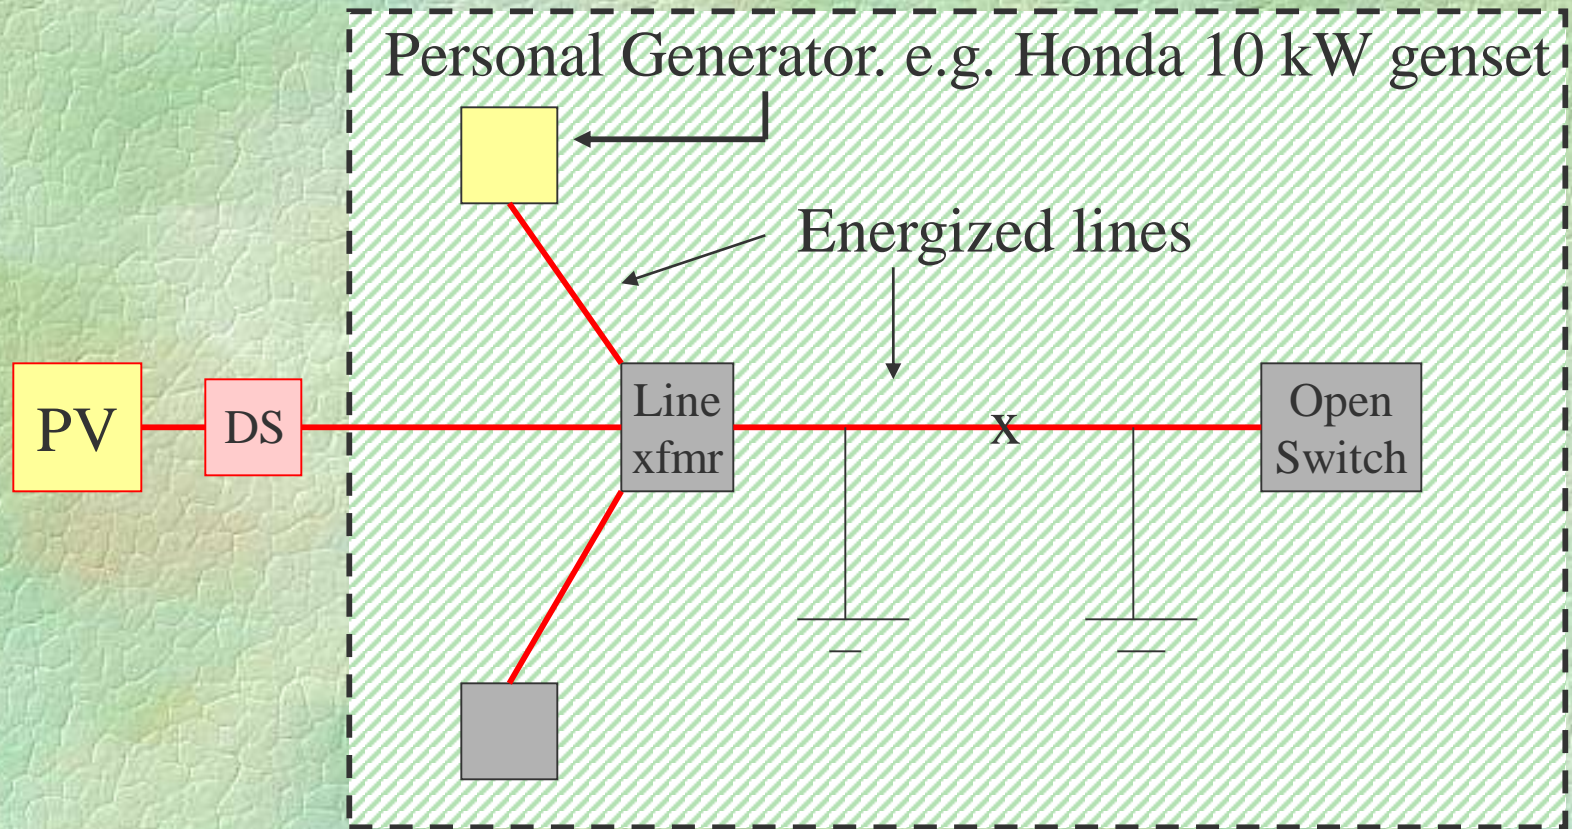 Personal Generator. e.g. Honda 10 kW genset
Energized lines
PV
DS
Line
xfmr
x
Open
Switch